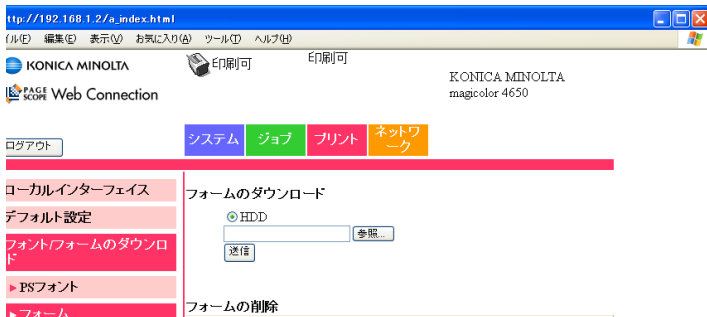 ttp://192.168.1.2/a_index.html
イル(F) 編集(E) 表示(V) お気に入り(A) ツール(T) ヘルプ(H)
KONICA MINOLTA
印刷可
印刷可
KONICA MINOLTA
magicolor 4650
PAGE SCOPE Web Connection
ログアウト
システム
ジョブ
プリント
ネットワ
ーク
ローカルインターフェイス
デフォルト設定
フォント/フォームのダウンロ
ード
PSフォント
フォーム
フォームのダウンロード
HDD
参照...
送信
フォームの削除